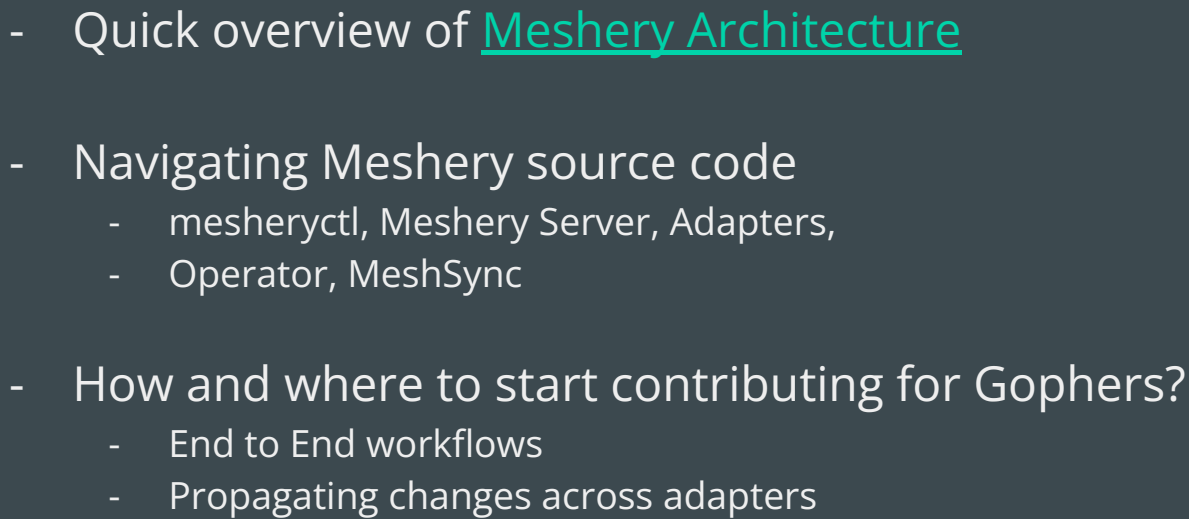 - Quick overview of Meshery Architecture
- Navigating Meshery source code
- mesheryctl, Meshery Server, Adapters,
- Operator, MeshSync
- How and where to start contributing for Gophers?
- End to End workflows
- Propagating changes across adapters